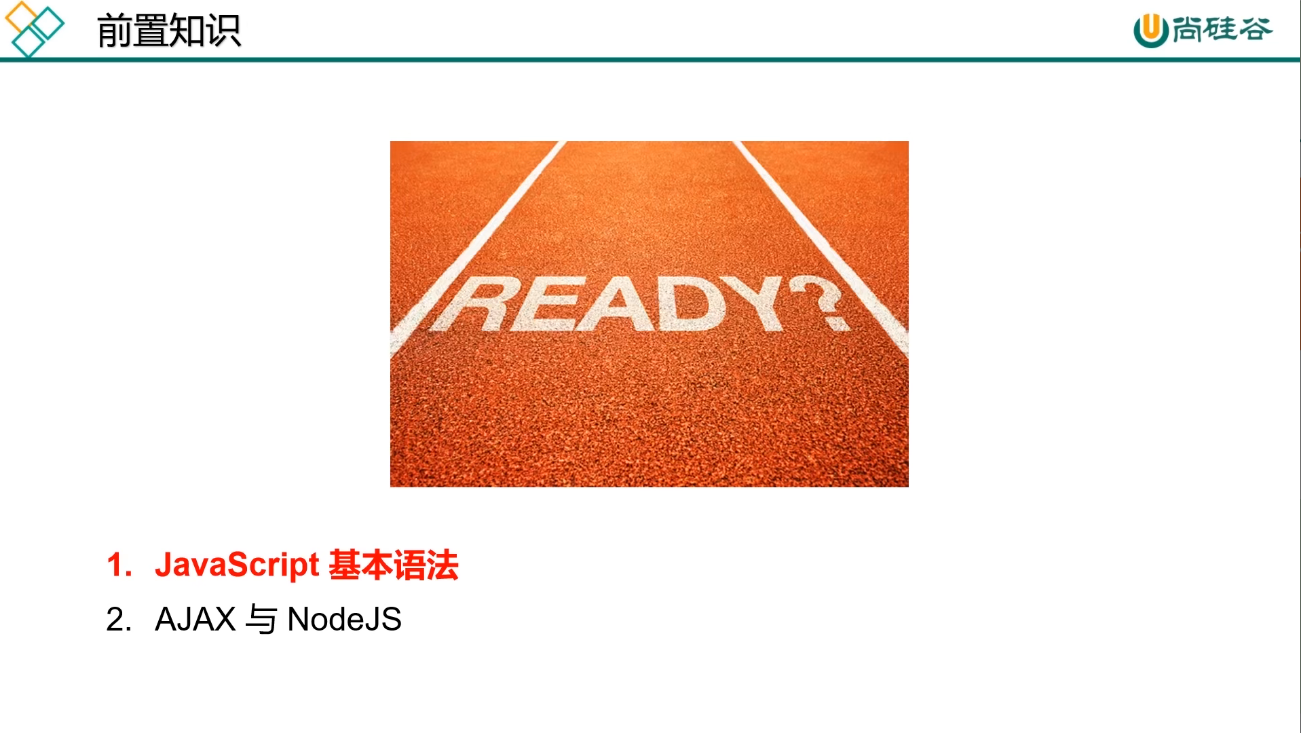 前置知识
尚硅谷
READY?
1. JavaScript 基本语法
2. AJAX 与 NodeJS